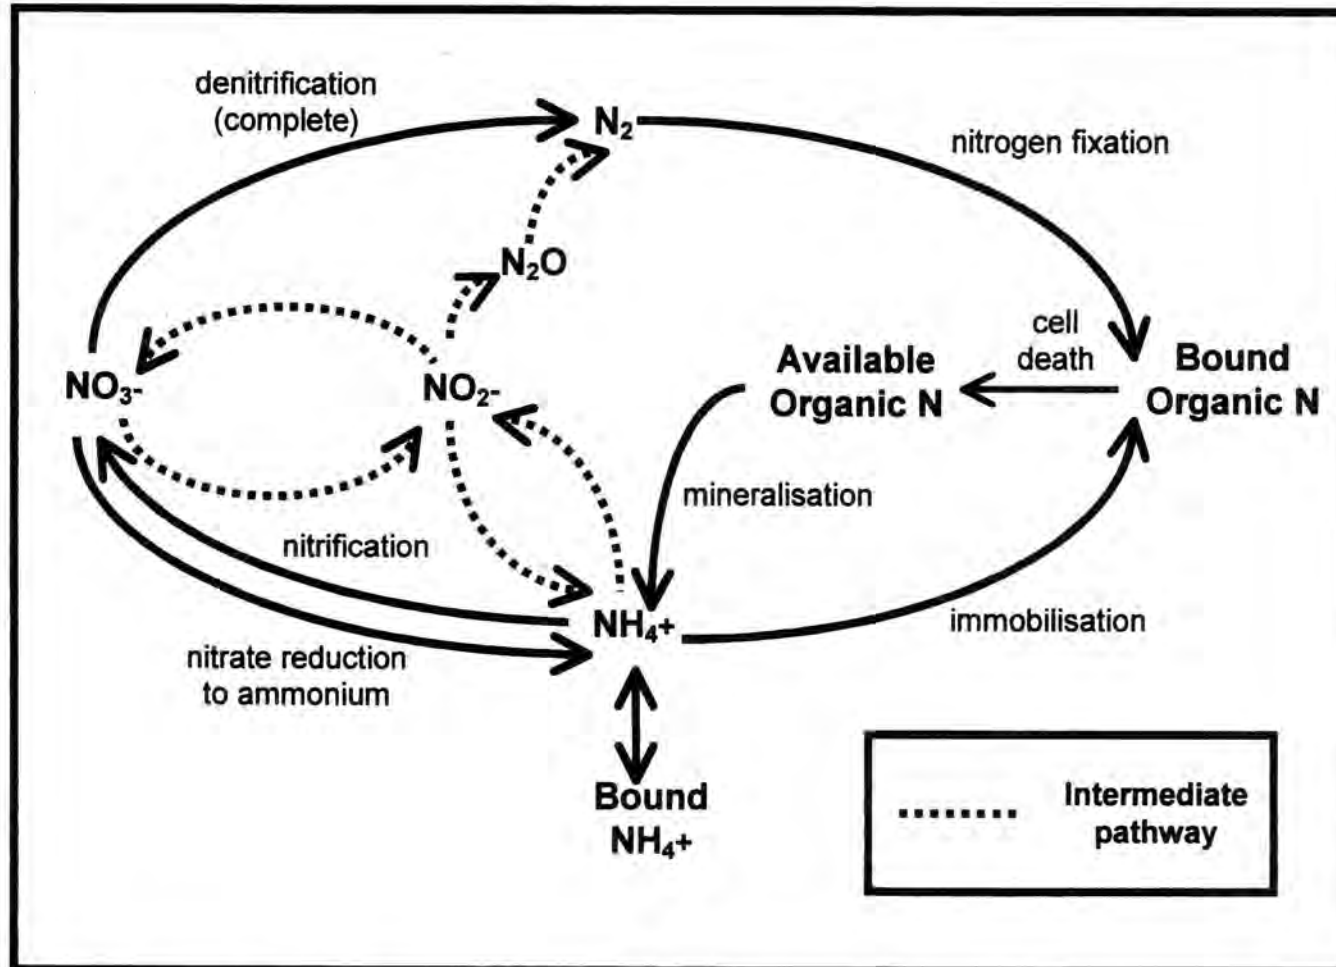 denitrification
(complete)
N₂
nitrogen fixation
N₂O
cell
death
NO₃-
NO₂-
Available
Organic N
Bound
Organic N
mineralisation
nitrification
NH₄+
immobilisation
nitrate reduction
to ammonium
Bound
NH₄+
Intermediate
pathway